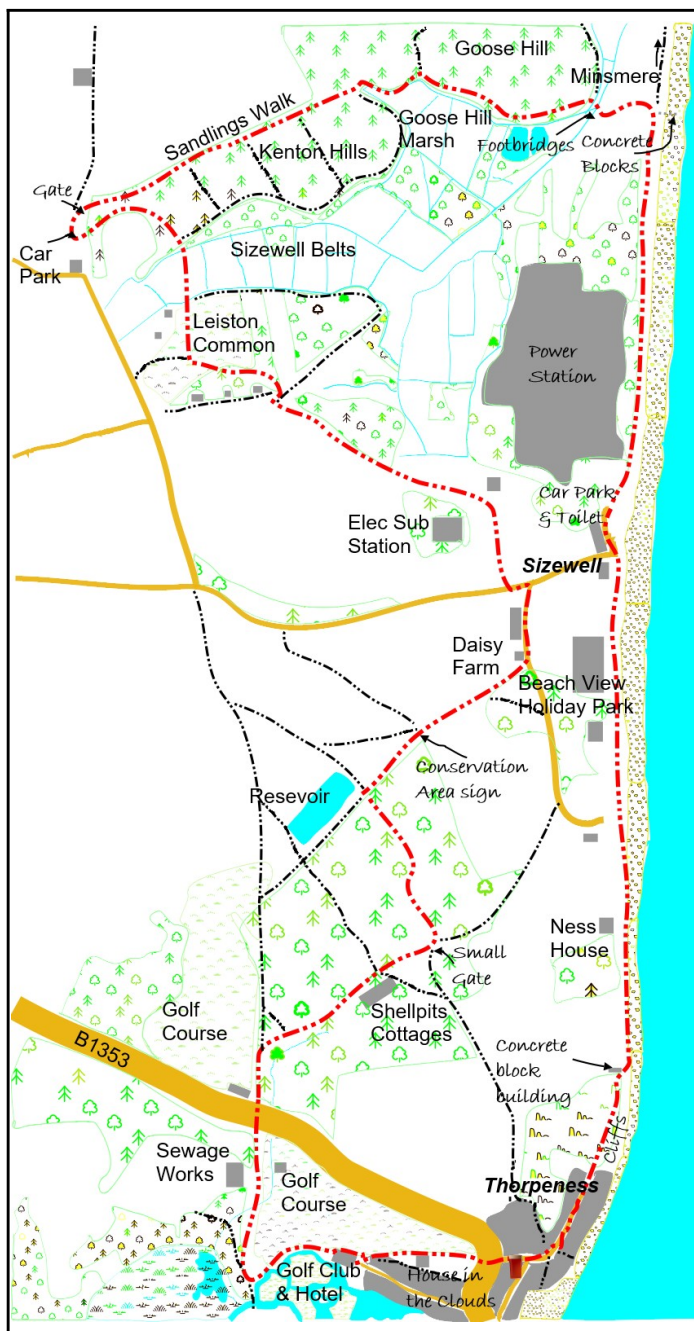 Goose Hill
Minsmere
Sandlings Walk
Goose Hill
Marsh
Footbridges
Concrete
Blocks
Kenton Hills
Gate
Car
Park
Sizewell Belts
Leiston
Common
Power
Station
Car Park
& Toilet
Elec Sub
Station
Sizewell
Daisy
Farm
Beach View
Holiday Park
Conservation
Area sign
Resevoir
Ness
House
Small
Gate
Shellpits
Cottages
Golf
Course
B1353
Concrete
block
building
Cliffs
Sewage
Works
Golf
Course
Thorpeness
Golf Club
& Hotel
House in
the Clouds